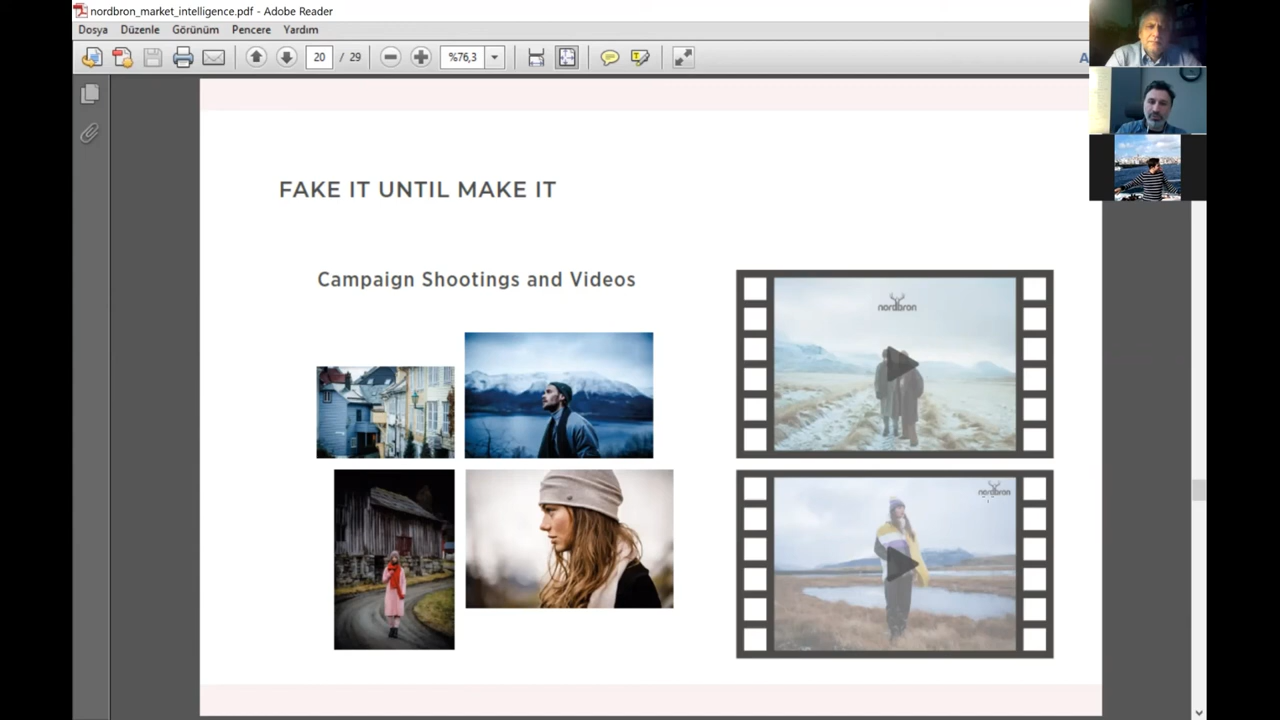 nordbron_market_intelligence.pdf - Adobe Reader
Dosya Düzenle Görünüm Pencere Yardım
20 / 29 %76,3
FAKE IT UNTIL MAKE IT
Campaign Shootings and Videos
nordbron
nordbron